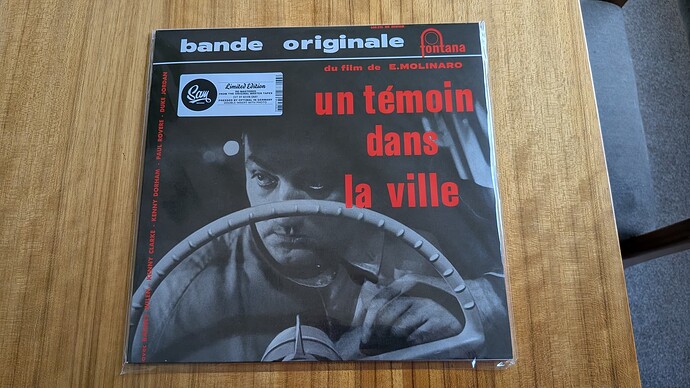 bande originale
fontana
du film de E.MOLINARO
Sam
Limited Edition
un témoin
dans
la ville
KENNY CLARKE - KENNY DORHAM - PAUL ROVERE - DUKE JORDAN